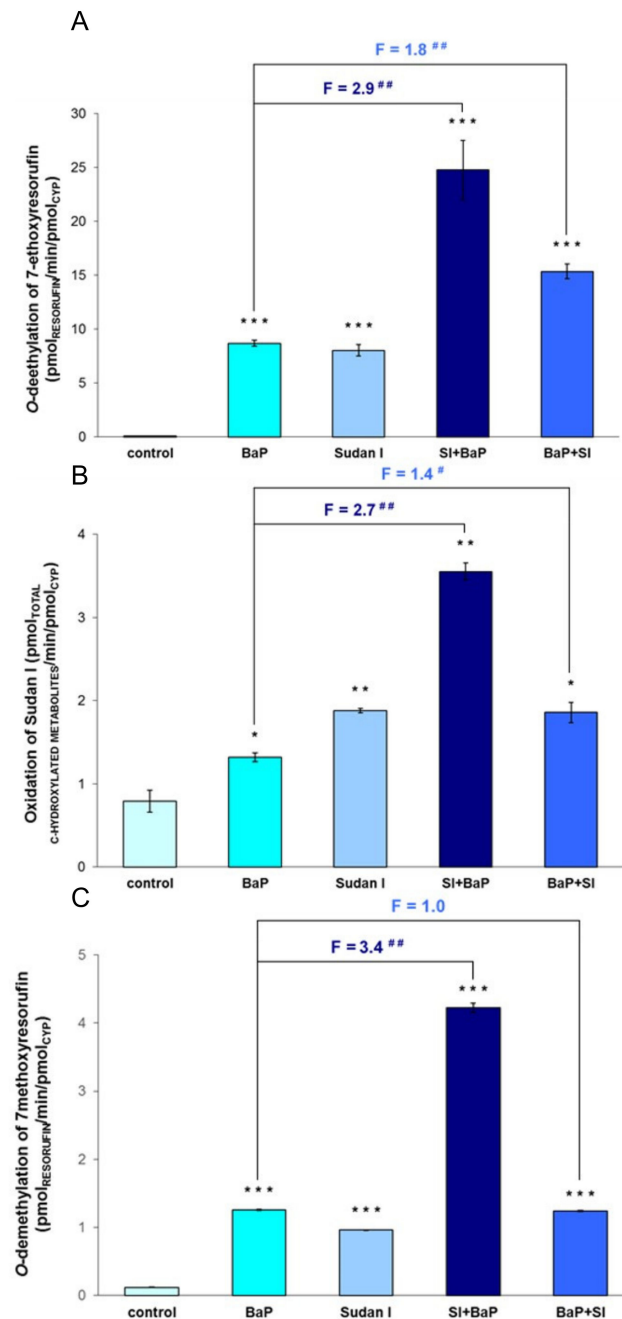 A
F = 1.8 ##
F = 2.9 ##
O-deethylation of 7-ethoxyresorufin
(pmolRESORUFIN/min/pmolCYP)
30
25
20
15
10
5
0
***
***
***
***
control BaP Sudan I SI+BaP BaP+SI
B
F = 1.4 #
F = 2.7 ##
Oxidation of Sudan I (pmolTOTAL
C-HYDROXYLATED METABOLITES/min/pmolCYP)
4
3
2
1
0
*
**
**
*
control BaP Sudan I SI+BaP BaP+SI
C
F = 1.0
F = 3.4 ##
O-demethylation of 7methoxyresorufin
(pmolRESORUFIN/min/pmolCYP)
5
4
3
2
1
0
***
***
***
***
control BaP Sudan I SI+BaP BaP+SI